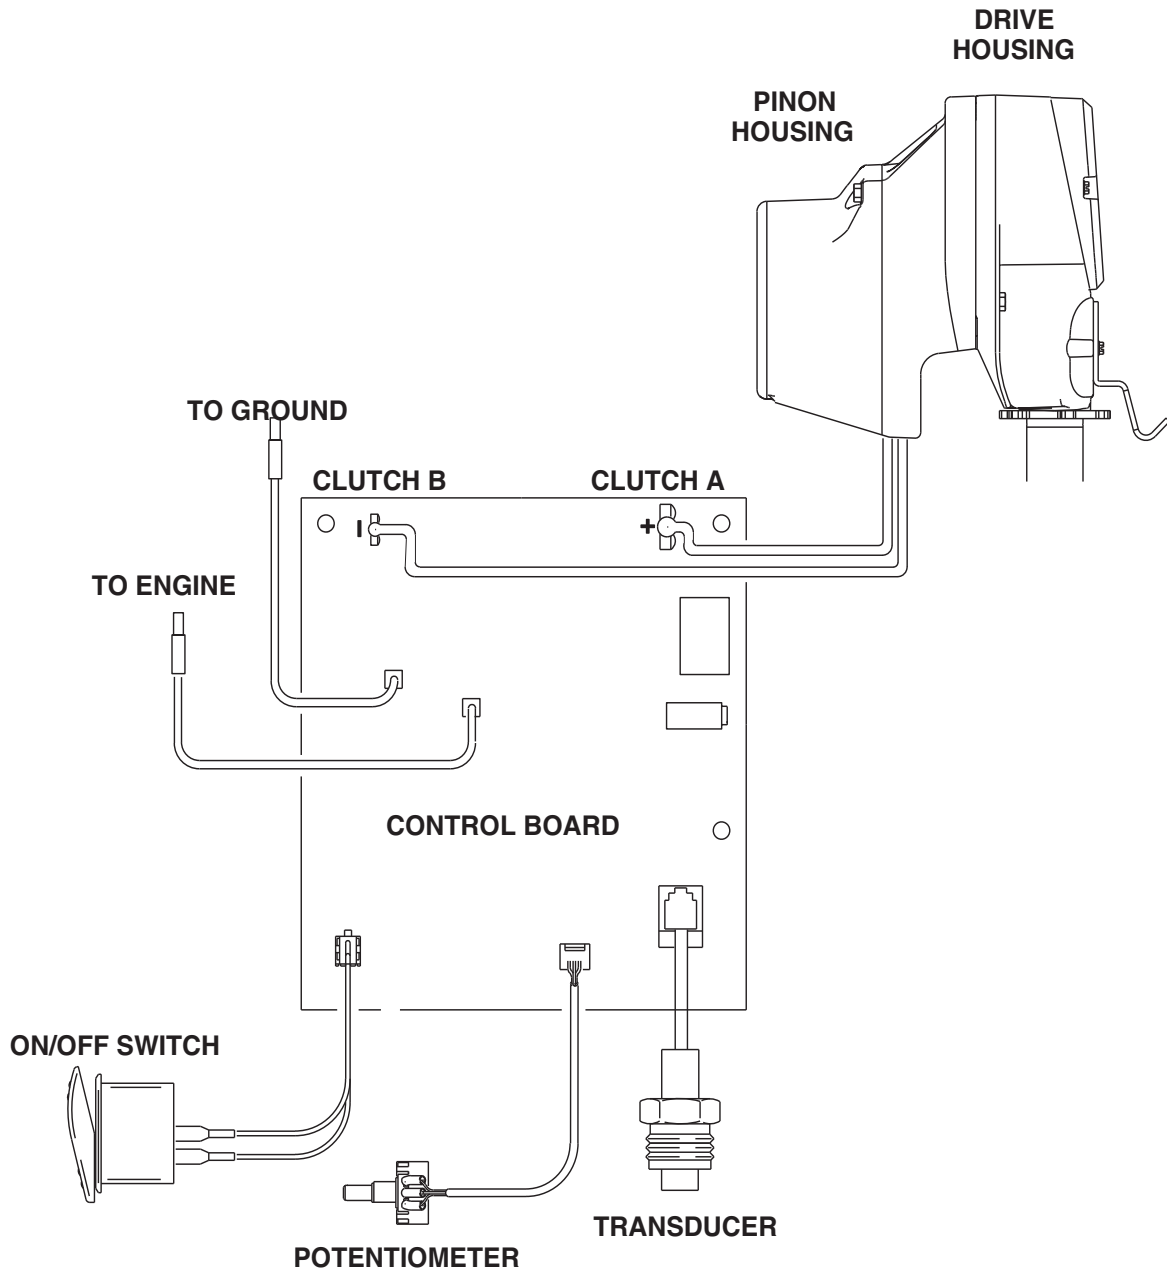 DRIVE
HOUSING
PINON
HOUSING
TO GROUND
CLUTCH B
CLUTCH A
+
TO ENGINE
CONTROL BOARD
ON/OFF SWITCH
TRANSDUCER
POTENTIOMETER